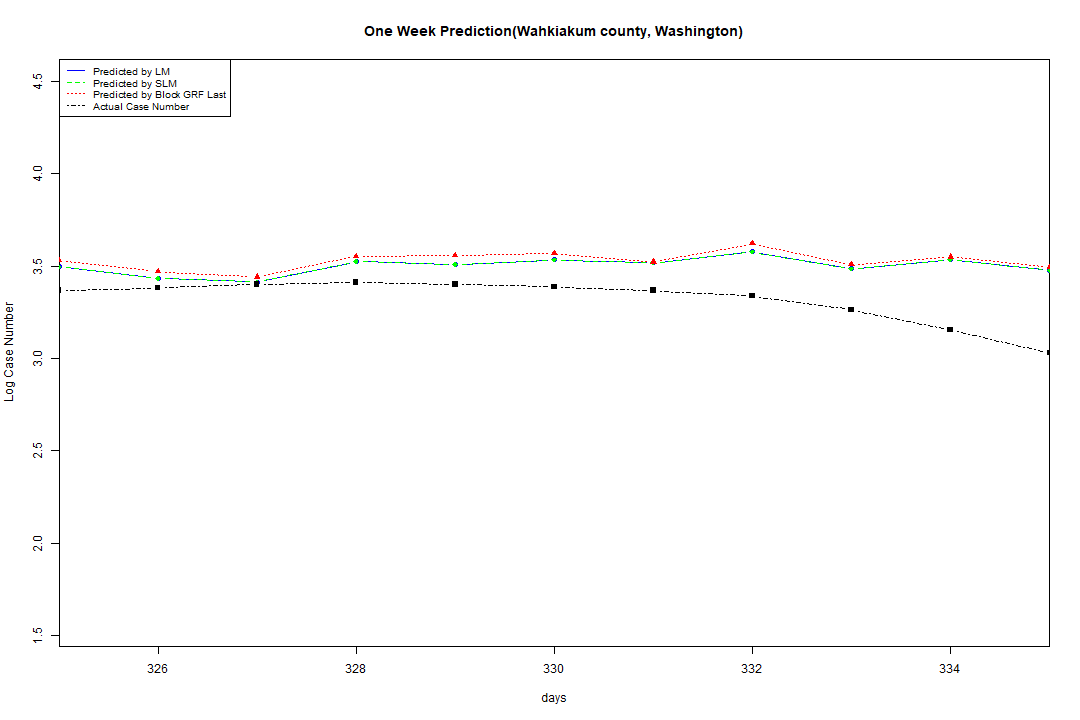 One Week Prediction(Wahkiakum county, Washington)
Predicted by LM
Predicted by SLM
Predicted by Block GRF Last
Actual Case Number
4.5
4.0
3.5
3.0
2.5
2.0
1.5
Log Case Number
326 328 330 332 334
days